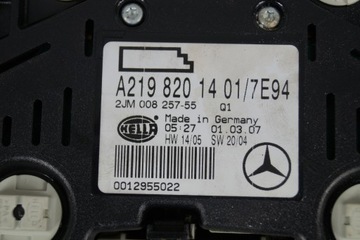 A219 820 14 01/7E94
2JM 008 257-55 Q1
HELLA
Made in Germany
05:27 01.03.07
HW 14/05 SW 20/04
0012955022